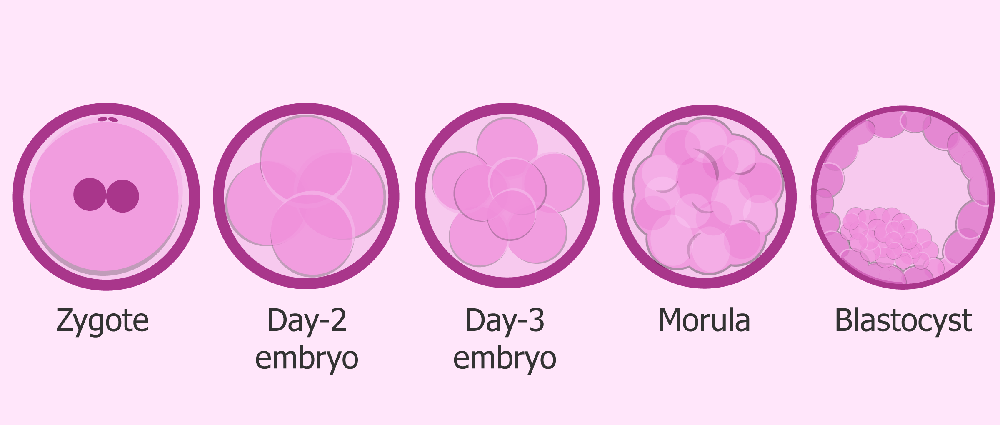 Zygote
Day-2
embryo
Day-3
embryo
Morula
Blastocyst